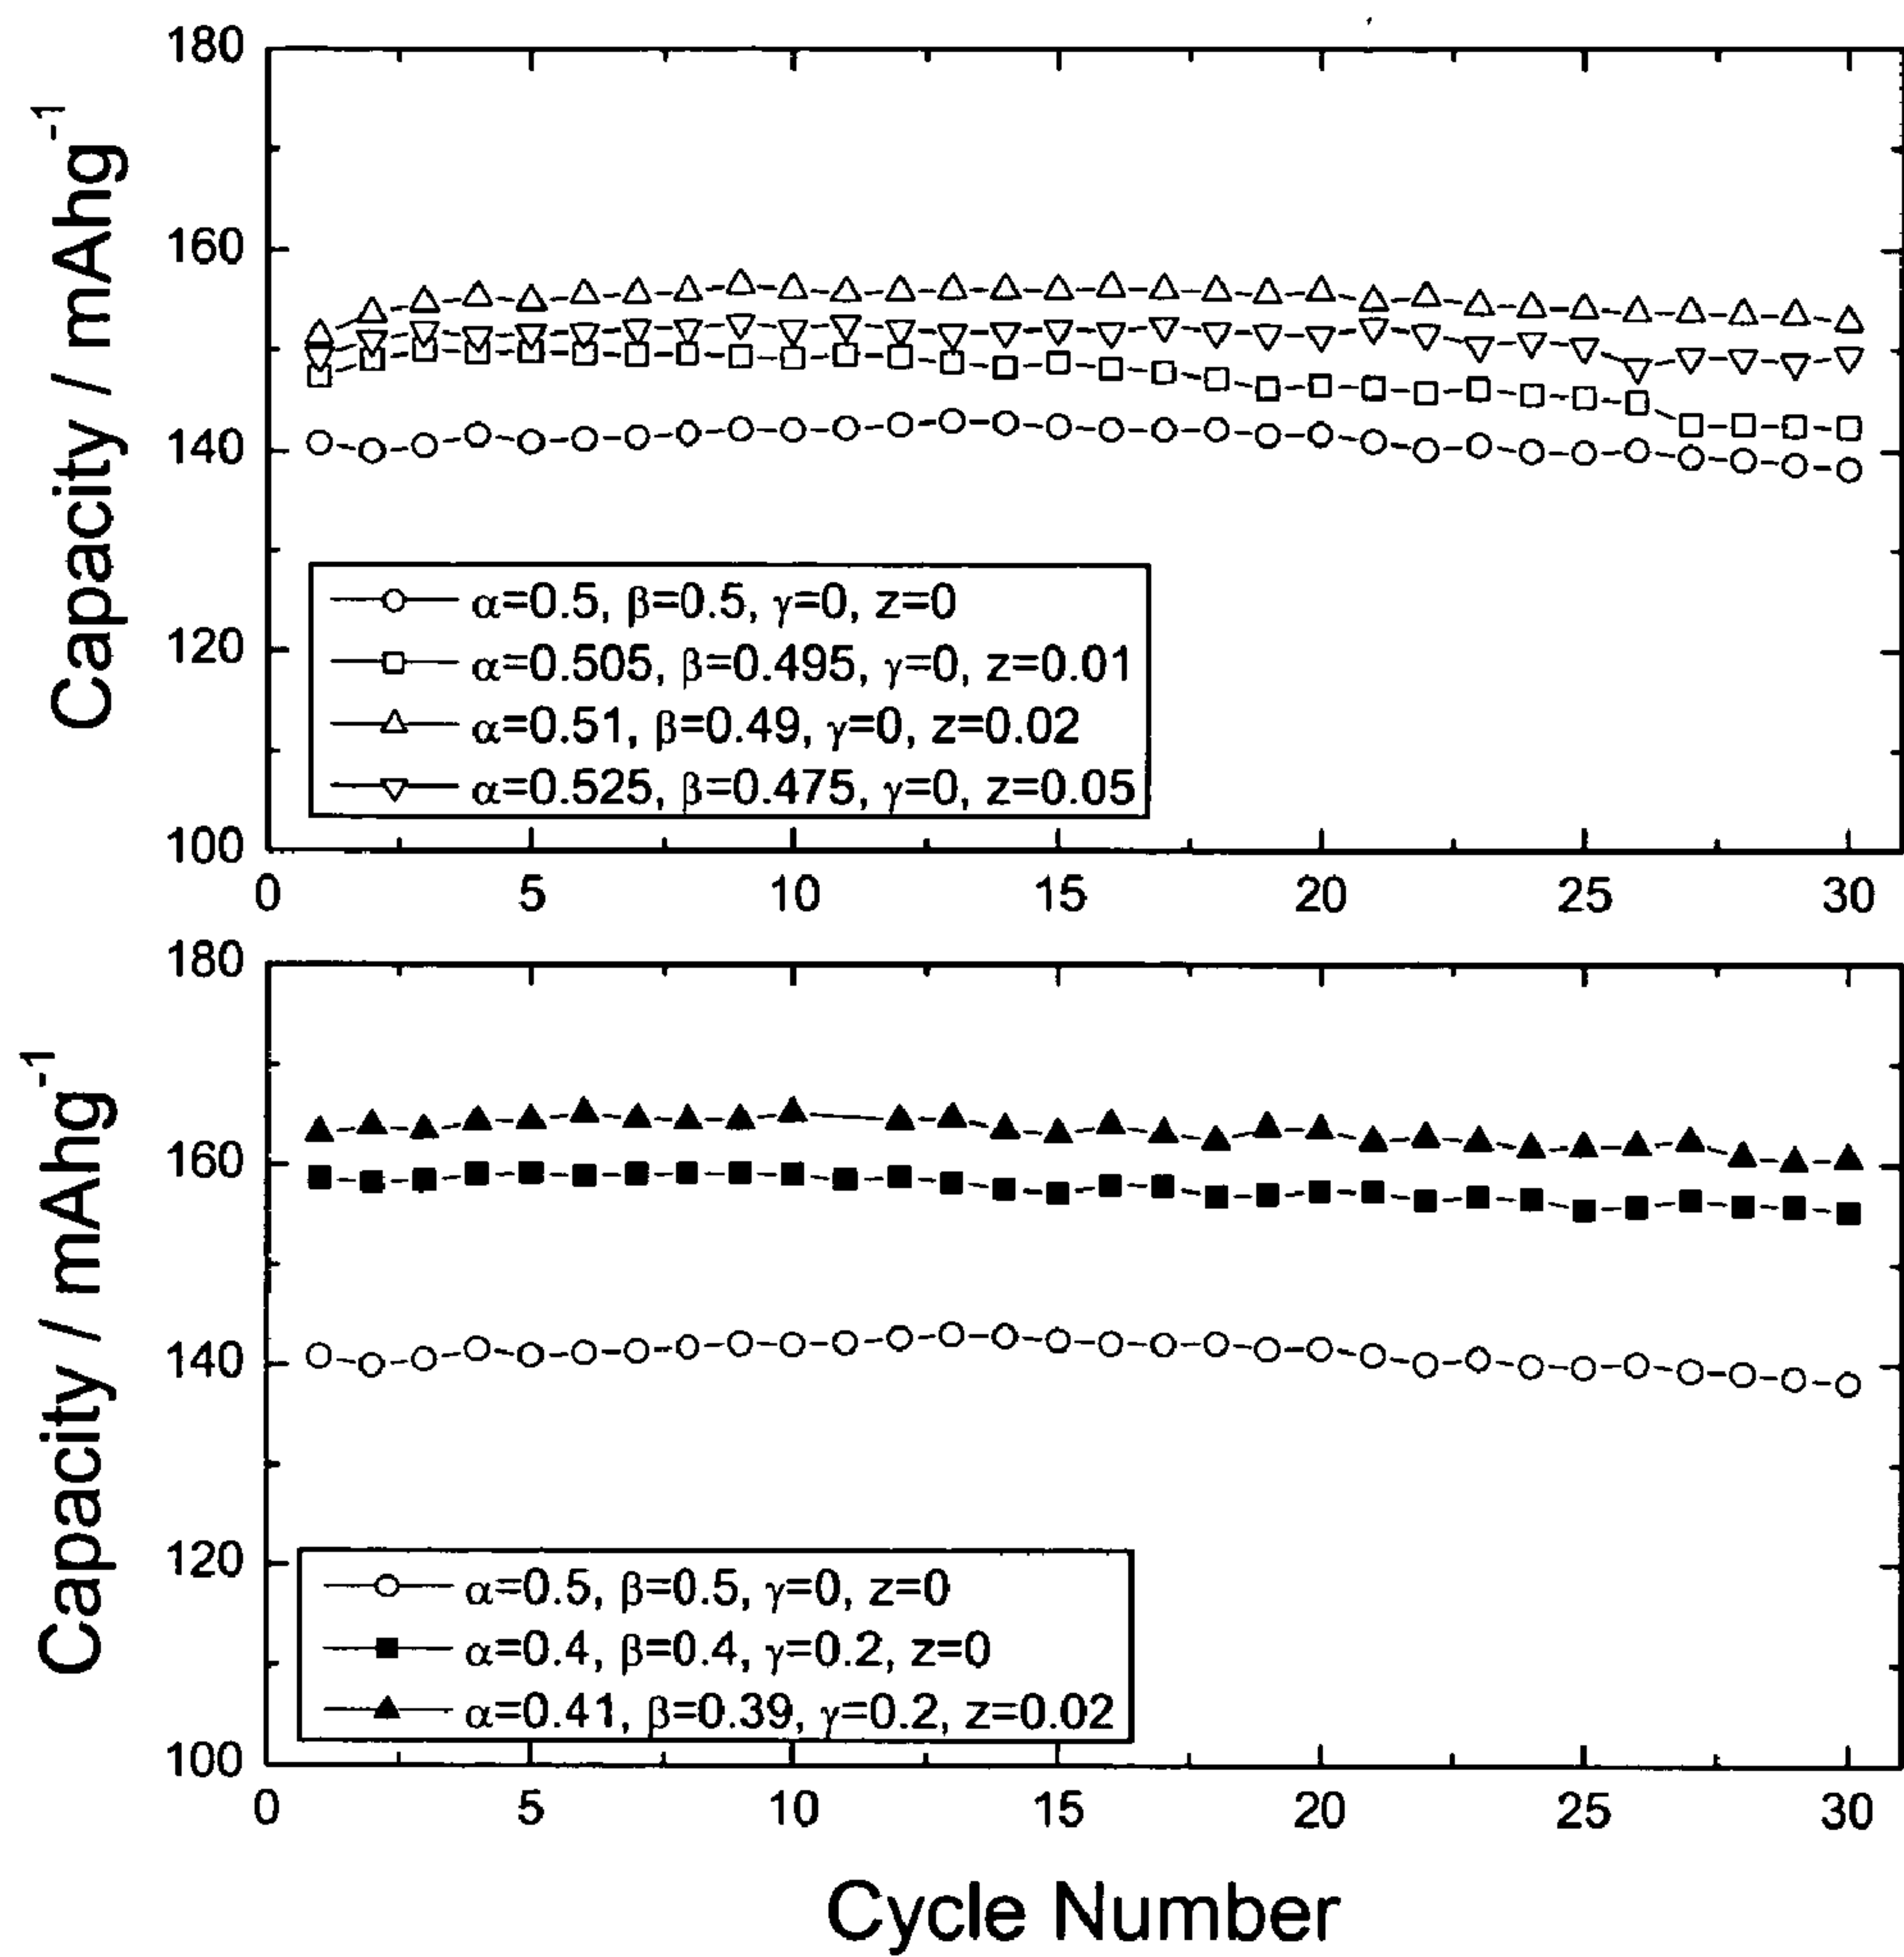 180
160
140
120
100
Capacity / mAhg⁻¹
α=0.5, β=0.5, γ=0, z=0
α=0.505, β=0.495, γ=0, z=0.01
α=0.51, β=0.49, γ=0, z=0.02
α=0.525, β=0.475, γ=0, z=0.05
0 5 10 15 20 25 30
180
160
140
120
100
Capacity / mAhg⁻¹
α=0.5, β=0.5, γ=0, z=0
α=0.4, β=0.4, γ=0.2, z=0
α=0.41, β=0.39, γ=0.2, z=0.02
0 5 10 15 20 25 30
Cycle Number